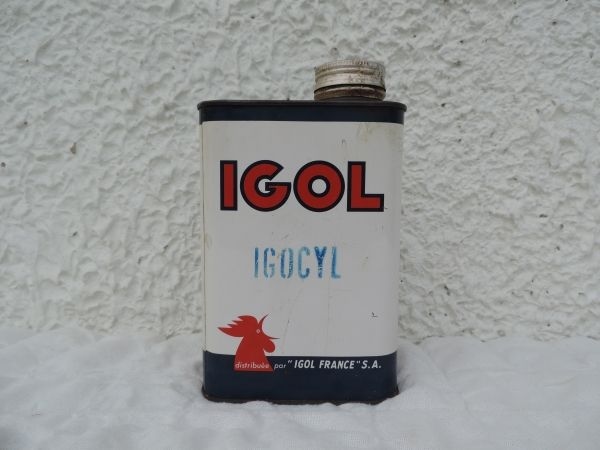 IGOL
IGOCYL
distribuée par "IGOL FRANCE" S.A.